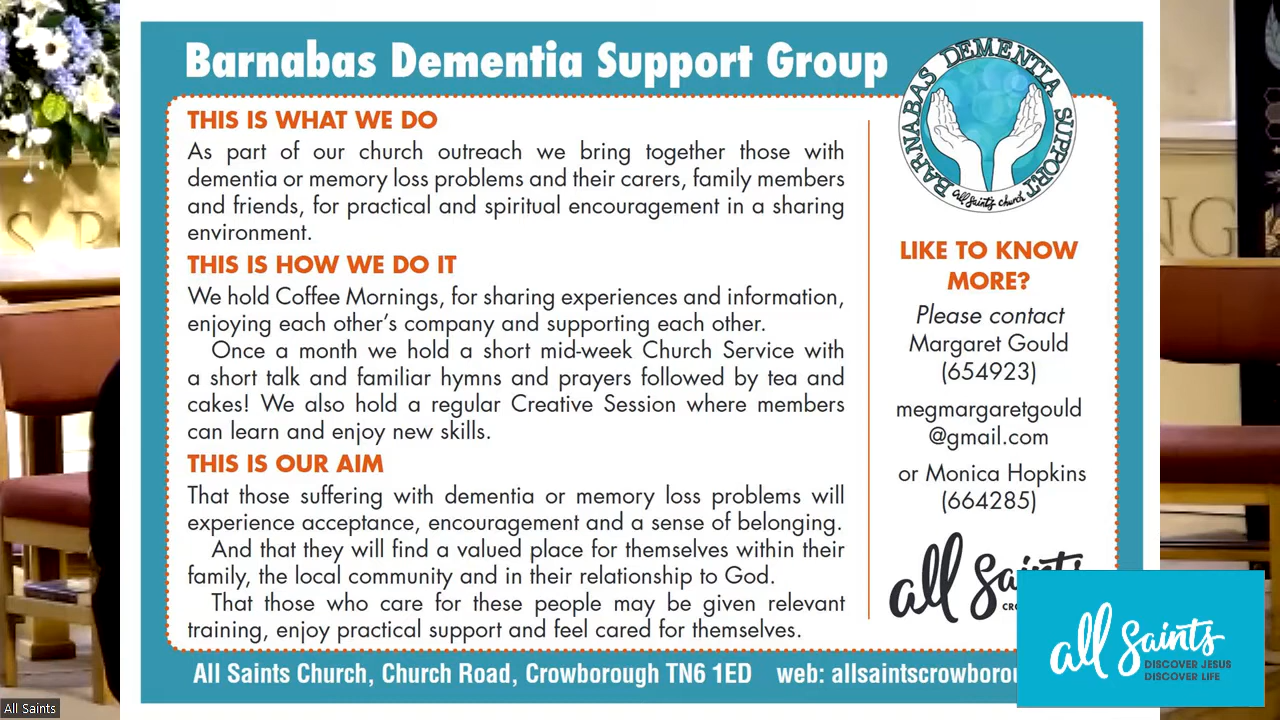 Barnabas Dementia Support Group
THIS IS WHAT WE DO
As part of our church outreach we bring together those with
dementia or memory loss problems and their carers, family members
and friends, for practical and spiritual encouragement in a sharing
environment.
THIS IS HOW WE DO IT
We hold Coffee Mornings, for sharing experiences and information,
enjoying each other's company and supporting each other.
Once a month we hold a short mid-week Church Service with
a short talk and familiar hymns and prayers followed by tea and
cakes! We also hold a regular Creative Session where members
can learn and enjoy new skills.
THIS IS OUR AIM
That those suffering with dementia or memory loss problems will
experience acceptance, encouragement and a sense of belonging.
And that they will find a valued place for themselves within their
family, the local community and in their relationship to God.
That those who care for these people may be given relevant
training, enjoy practical support and feel cared for themselves.
BARNABAS DEMENTIA SUPPORT
all saint's church
LIKE TO KNOW
MORE?
Please contact
Margaret Gould
(654923)
megmargaretgould
@gmail.com
or Monica Hopkins
(664285)
all
All Saints Church, Church Road, Crowborough TN6 1ED web:
all Saints
DISCOVER JESUS
DISCOVER LIFE
All Saints